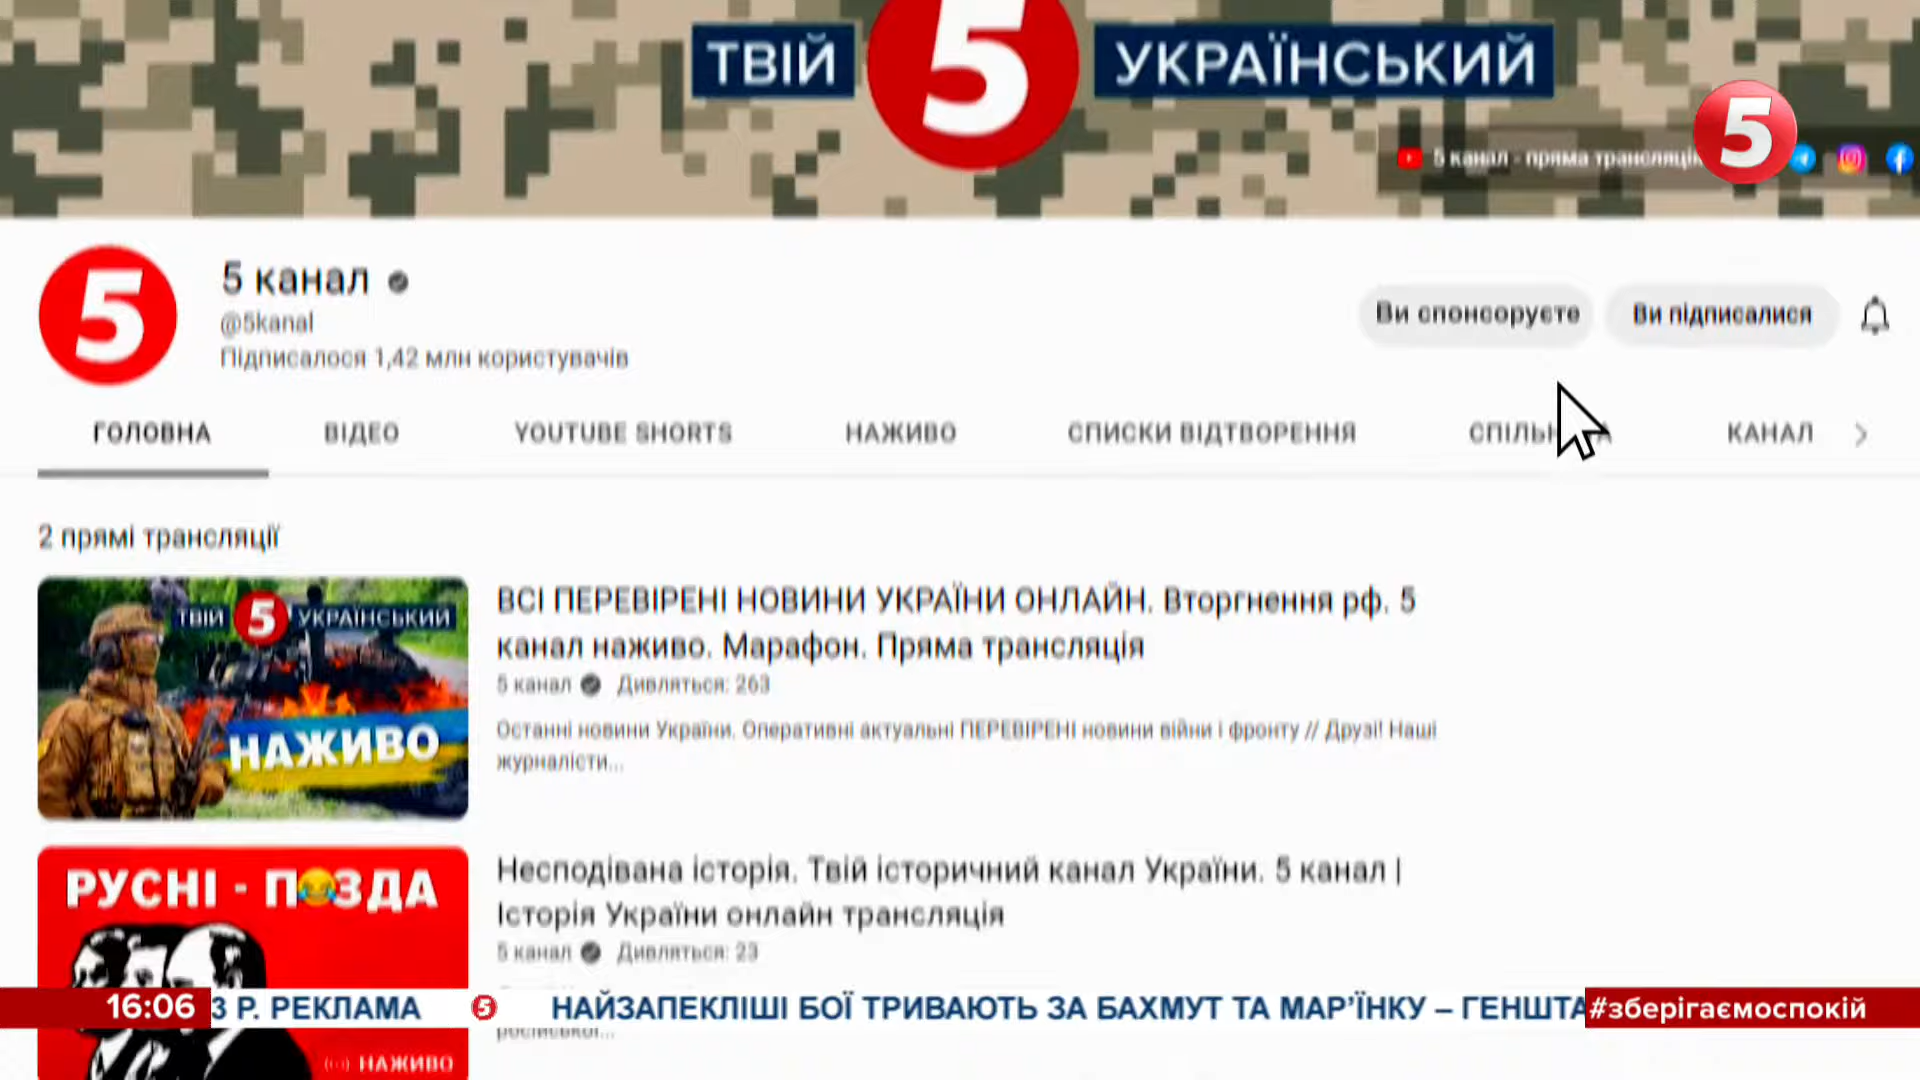 ТВІЙ 5 УКРАЇНСЬКИЙ
5 канал - пряма трансляція
5
5
5 канал
@5kanal
Підписалося 1,42 млн користувачів
Ви спонсоруєте
Ви підписалися
ГОЛОВНА ВІДЕО YOUTUBE SHORTS НАЖИВО СПИСКИ ВІДТВОРЕННЯ КАНАЛ
2 прямі трансляції
ТВІЙ 5 УКРАЇНСЬКИЙ
НАЖИВО
ВСІ ПЕРЕВІРЕНІ НОВИНИ УКРАЇНИ ОНЛАЙН. Вторгнення рф. 5
канал наживо. Марафон. Пряма трансляція
5 канал Дивляться: 263
Останні новини України. Оперативні актуальні ПЕРЕВІРЕНІ новини війни і фронту // Друзі! Наші
журналісти...
РУСНІ - П😂ЗДА
НАЖИВО
Несподівана історія. Твій історичний канал України. 5 канал |
Історія України онлайн трансляція
5 канал Дивляться: 23
російської...
16:06 3 Р. РЕКЛАМА 5 НАЙЗАПЕКЛІШІ БОЇ ТРИВАЮТЬ ЗА БАХМУТ ТА МАР’ЇНКУ – ГЕНШТА #зберігаємоспокій